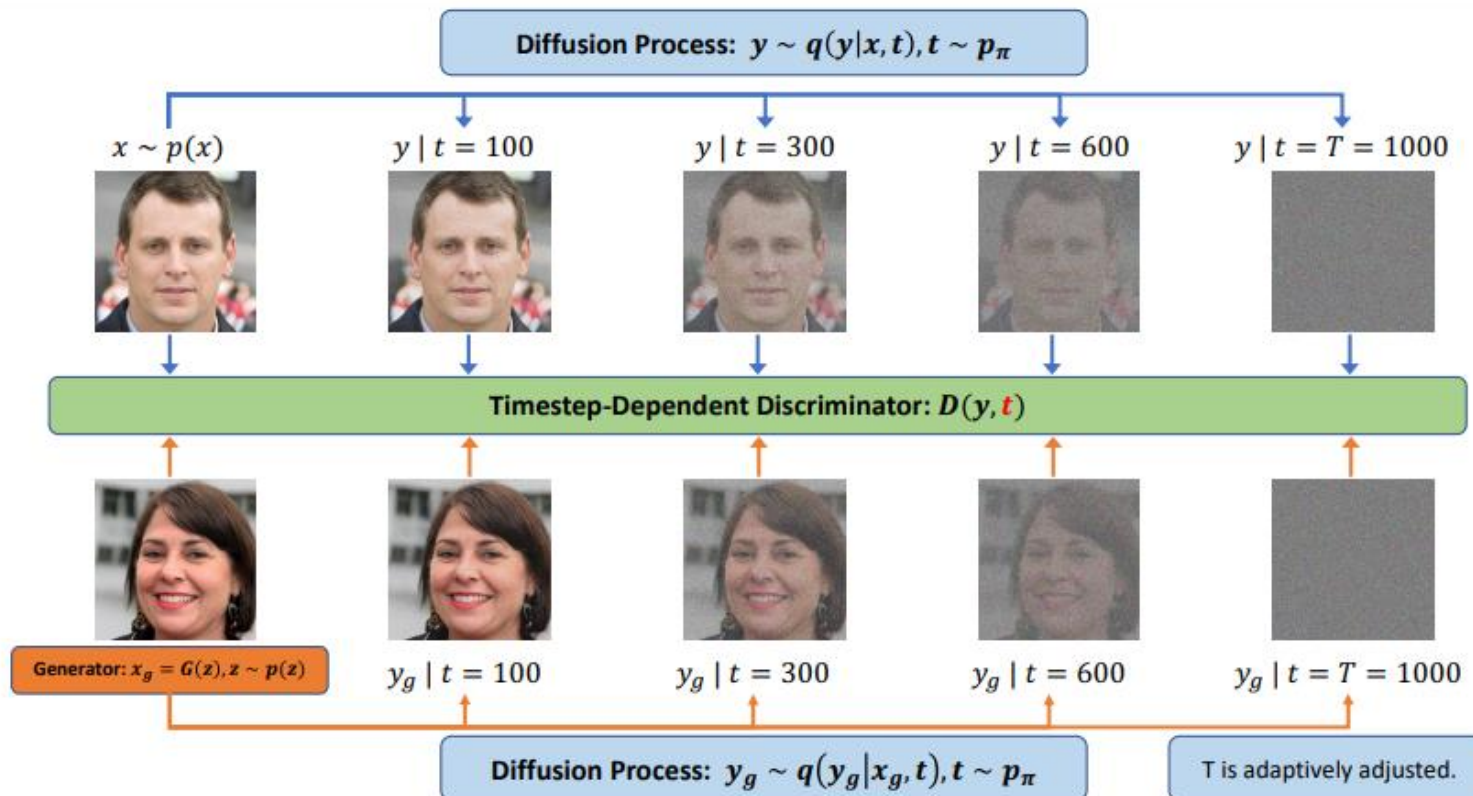 Diffusion Process: y ~ q(y|x, t), t ~ p_π
x ~ p(x)
y | t = 100
y | t = 300
y | t = 600
y | t = T = 1000
Timestep-Dependent Discriminator: D(y, t)
Generator: x_g = G(z), z ~ p(z)
y_g | t = 100
y_g | t = 300
y_g | t = 600
y_g | t = T = 1000
Diffusion Process: y_g ~ q(y_g|x_g, t), t ~ p_π
T is adaptively adjusted.